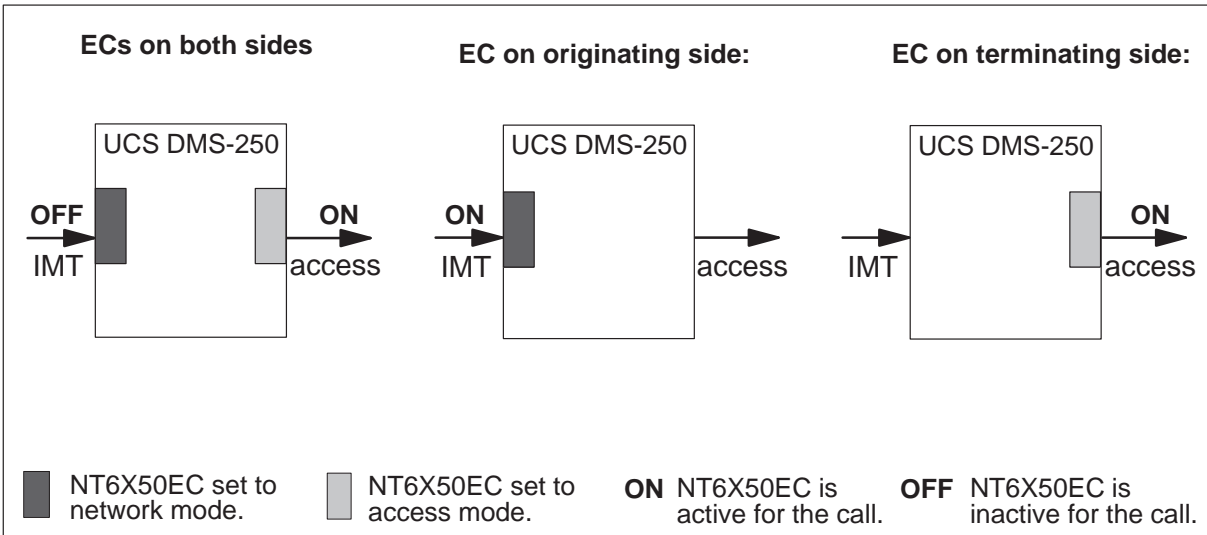 ECs on both sides
EC on originating side:
EC on terminating side:
UCS DMS-250
OFF
IMT
ON
access
UCS DMS-250
ON
IMT
access
UCS DMS-250
IMT
ON
access
NT6X50EC set to
network mode.
NT6X50EC set to
access mode.
ON NT6X50EC is
active for the call.
OFF NT6X50EC is
inactive for the call.